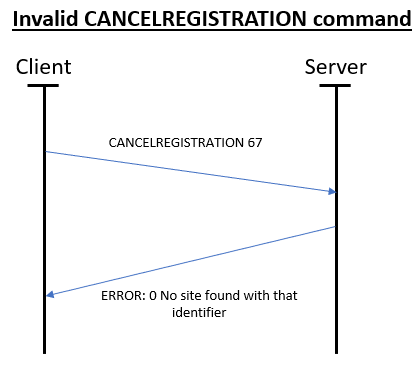 Invalid CANCELREGISTRATION command
Client
Server
CANCELREGISTRATION 67
ERROR: 0 No site found with that
identifier